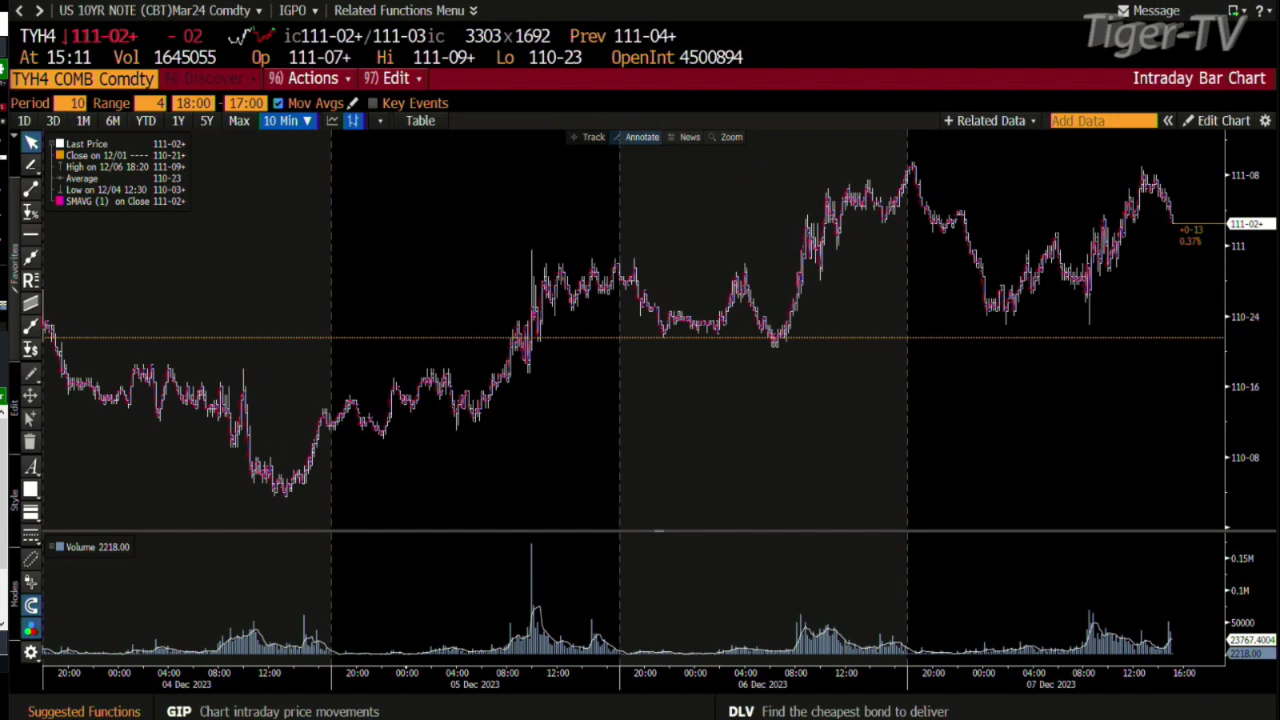 < > US 10YR NOTE (CBT)Mar24 Comdty ▾ IGPO ▾ Related Functions Menu Message ?
Tiger-TV
TYH4 ↓111-02+ - 02 ic111-02+/111-03ic 3303x1692 Prev 111-04+
At 15:11 Vol 1645055 Op 111-07+ Hi 111-09+ Lo 110-23 OpenInt 4500894
TYH4 COMB Comdty 94) Discover 96) Actions 97) Edit Intraday Bar Chart
Period 10 Range 4 18:00 - 17:00 Mov Avgs Key Events
1D 3D 1M 6M YTD 1Y 5Y Max 10 Min ▼ Table + Related Data Add Data « Edit Chart
Track Annotate News Zoom
Last Price 111-02+
Close on 12/01 ---- 110-21+
High on 12/06 18:20 111-09+
Average 110-23
Low on 12/04 12:30 110-03+
SMAVG (1) on Close 111-02+
111-08
111-02+
+0-13
0.37%
111
110-24
110-16
110-08
Favorites
Edit
Style
Modes
Volume 2218.00
0.15M
0.1M
50000
23767.4004
2218.00
20:00 00:00 04:00 08:00 12:00 20:00 00:00 04:00 08:00 12:00 20:00 00:00 04:00 08:00 12:00 20:00 00:00 04:00 08:00 12:00 16:00
04 Dec 2023 05 Dec 2023 06 Dec 2023 07 Dec 2023
Suggested Functions GIP Chart intraday price movements DLV Find the cheapest bond to deliver